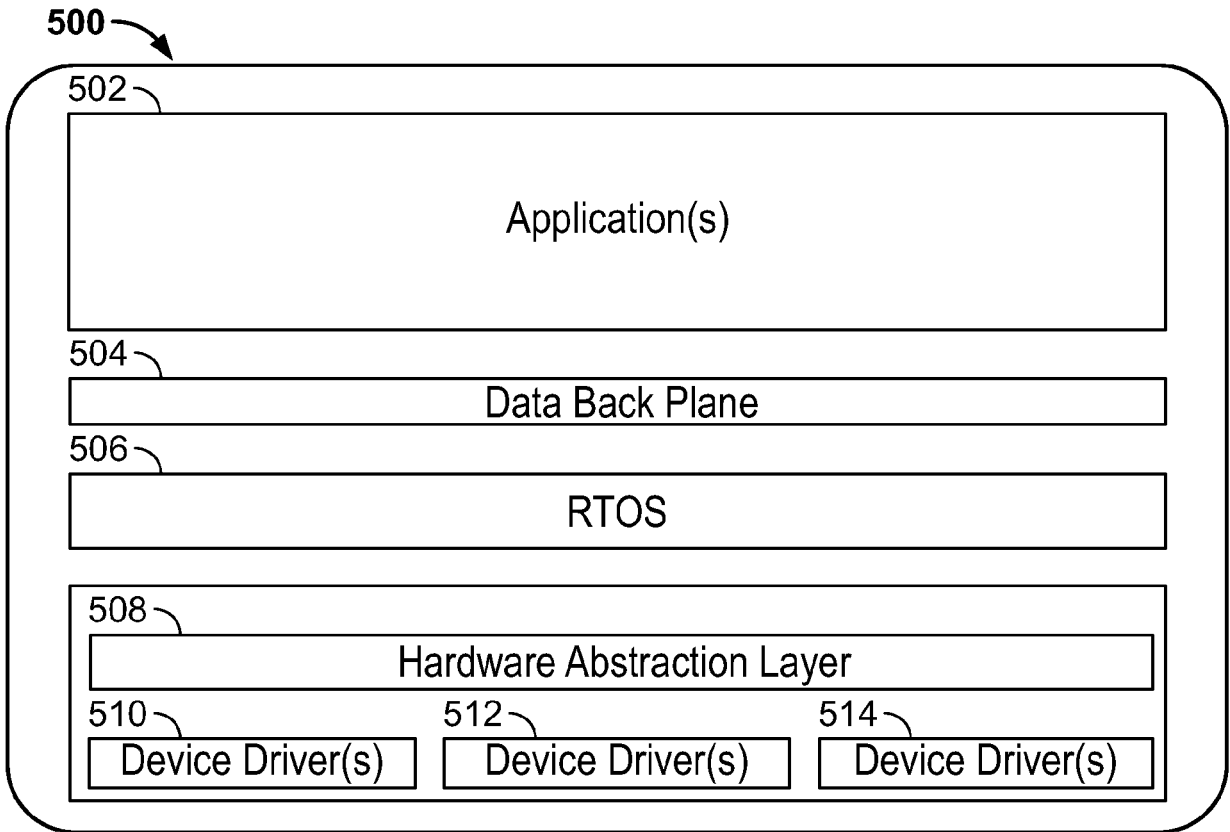 500
502
Application(s)
504
Data Back Plane
506
RTOS
508
Hardware Abstraction Layer
510 512 514
Device Driver(s) Device Driver(s) Device Driver(s)